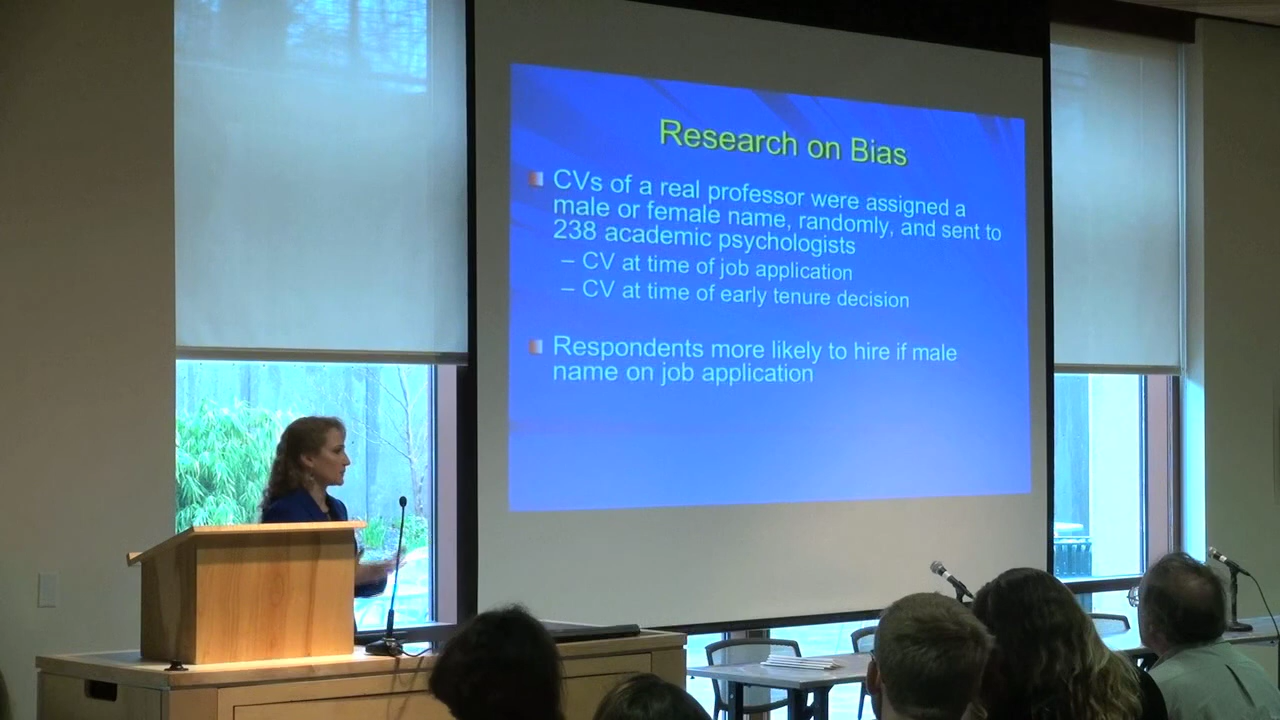 Research on Bias
CVs of a real professor were assigned a
male or female name, randomly, and sent to
238 academic psychologists
– CV at time of job application
– CV at time of early tenure decision
Respondents more likely to hire if male
name on job application